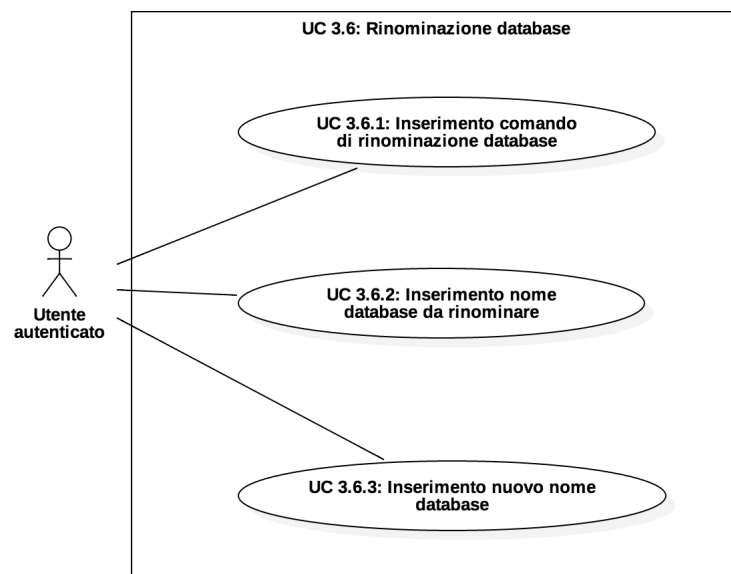 UC 3.6: Rinominazione database
UC 3.6.1: Inserimento comando
di rinominazione database
Utente
autenticato
UC 3.6.2: Inserimento nome
database da rinominare
UC 3.6.3: Inserimento nuovo nome
database